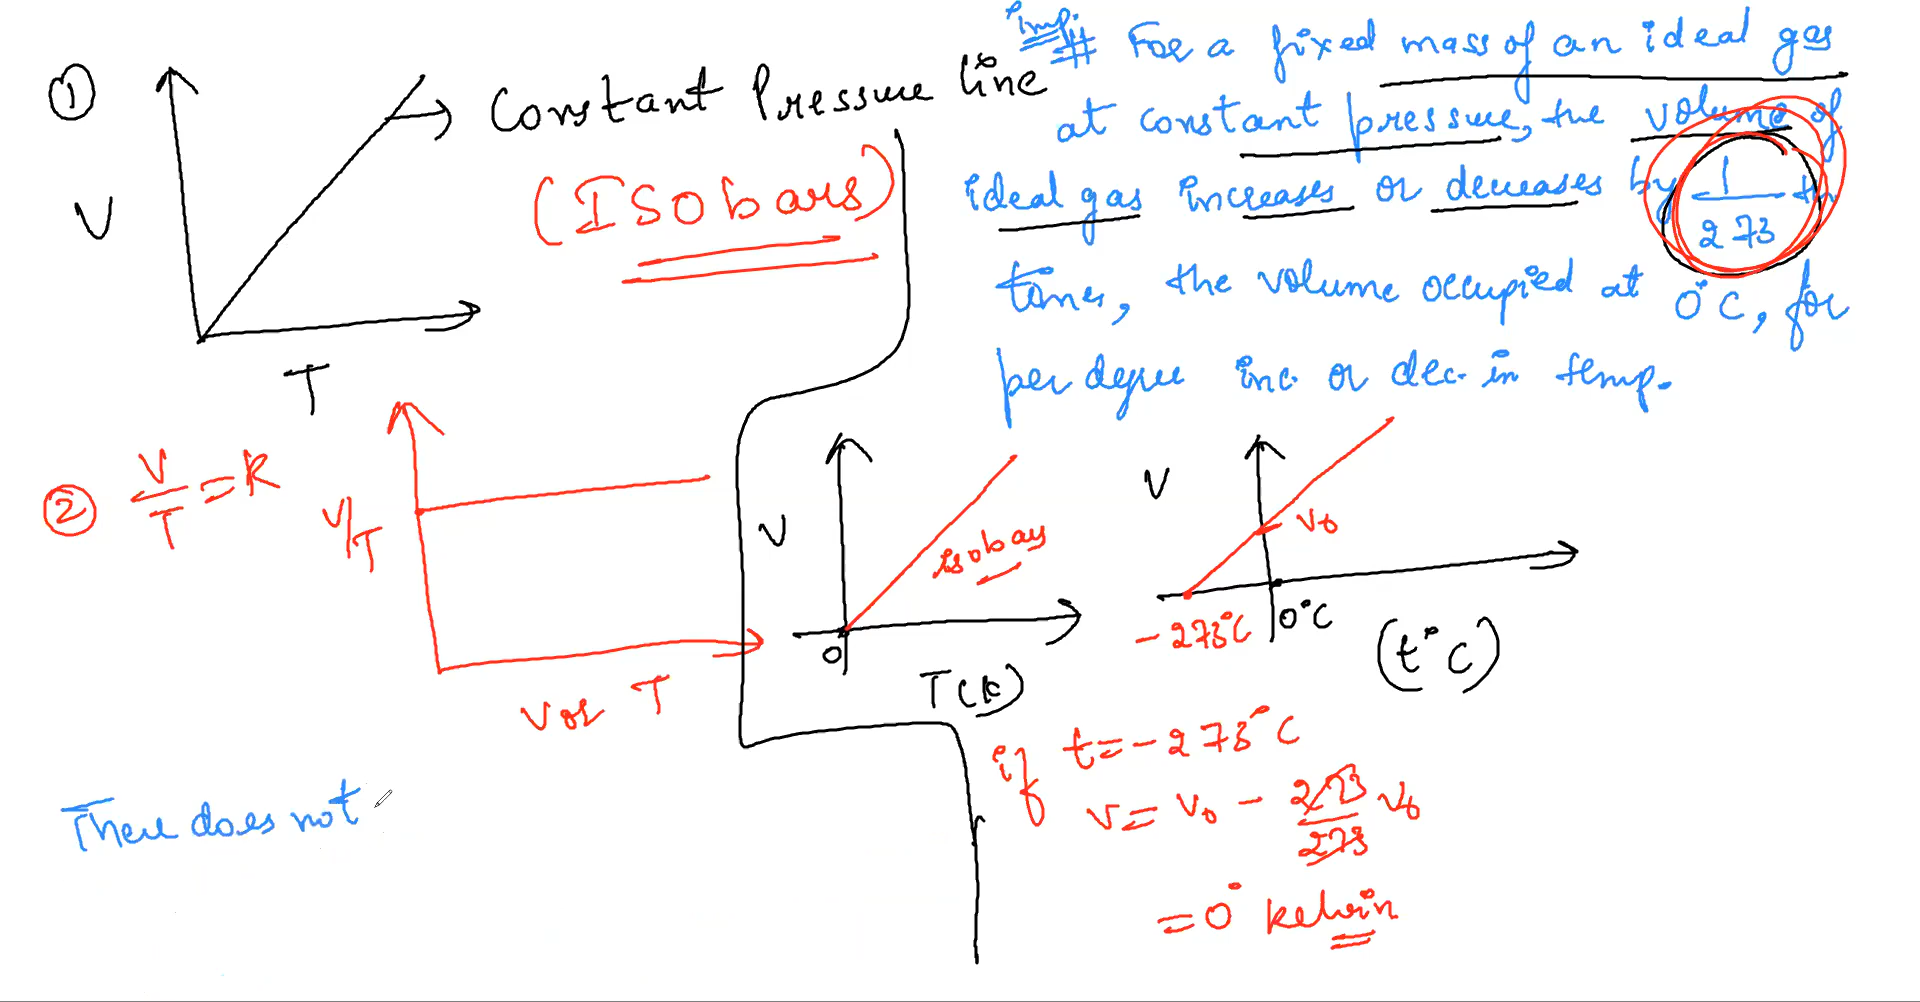 ① V T → Constant Pressure line
(ISobars)
imp.
# For a fixed mass of an ideal gas
at constant pressure, the volume of
ideal gas increases or decreases by 1/273 th
times, the volume occupied at 0°C, for
per degree inc. or dec. in temp.
② V/T = K
V/T
V or T
V
isobars
0
T(k)
V
V₀
-273°C
0°C
(t°C)
if t = -273°C
V = V₀ - 273/273 V₀
= 0° kelvin
There does not